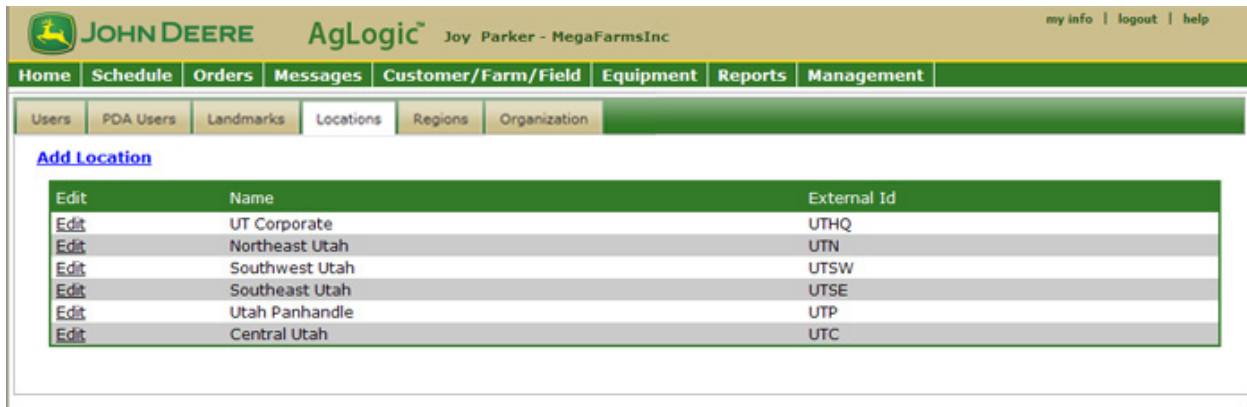 my info | logout | help
JOHN DEERE AgLogic™ Joy Parker - MegaFarmsInc
Home Schedule Orders Messages Customer/Farm/Field Equipment Reports Management
Users PDA Users Landmarks Locations Regions Organization
Add Location
Edit Name External Id
Edit UT Corporate UTHQ
Edit Northeast Utah UTN
Edit Southwest Utah UTSW
Edit Southeast Utah UTSE
Edit Utah Panhandle UTP
Edit Central Utah UTC